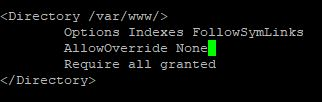 <Directory /var/www/>
Options Indexes FollowSymLinks
AllowOverride None
Require all granted
</Directory>